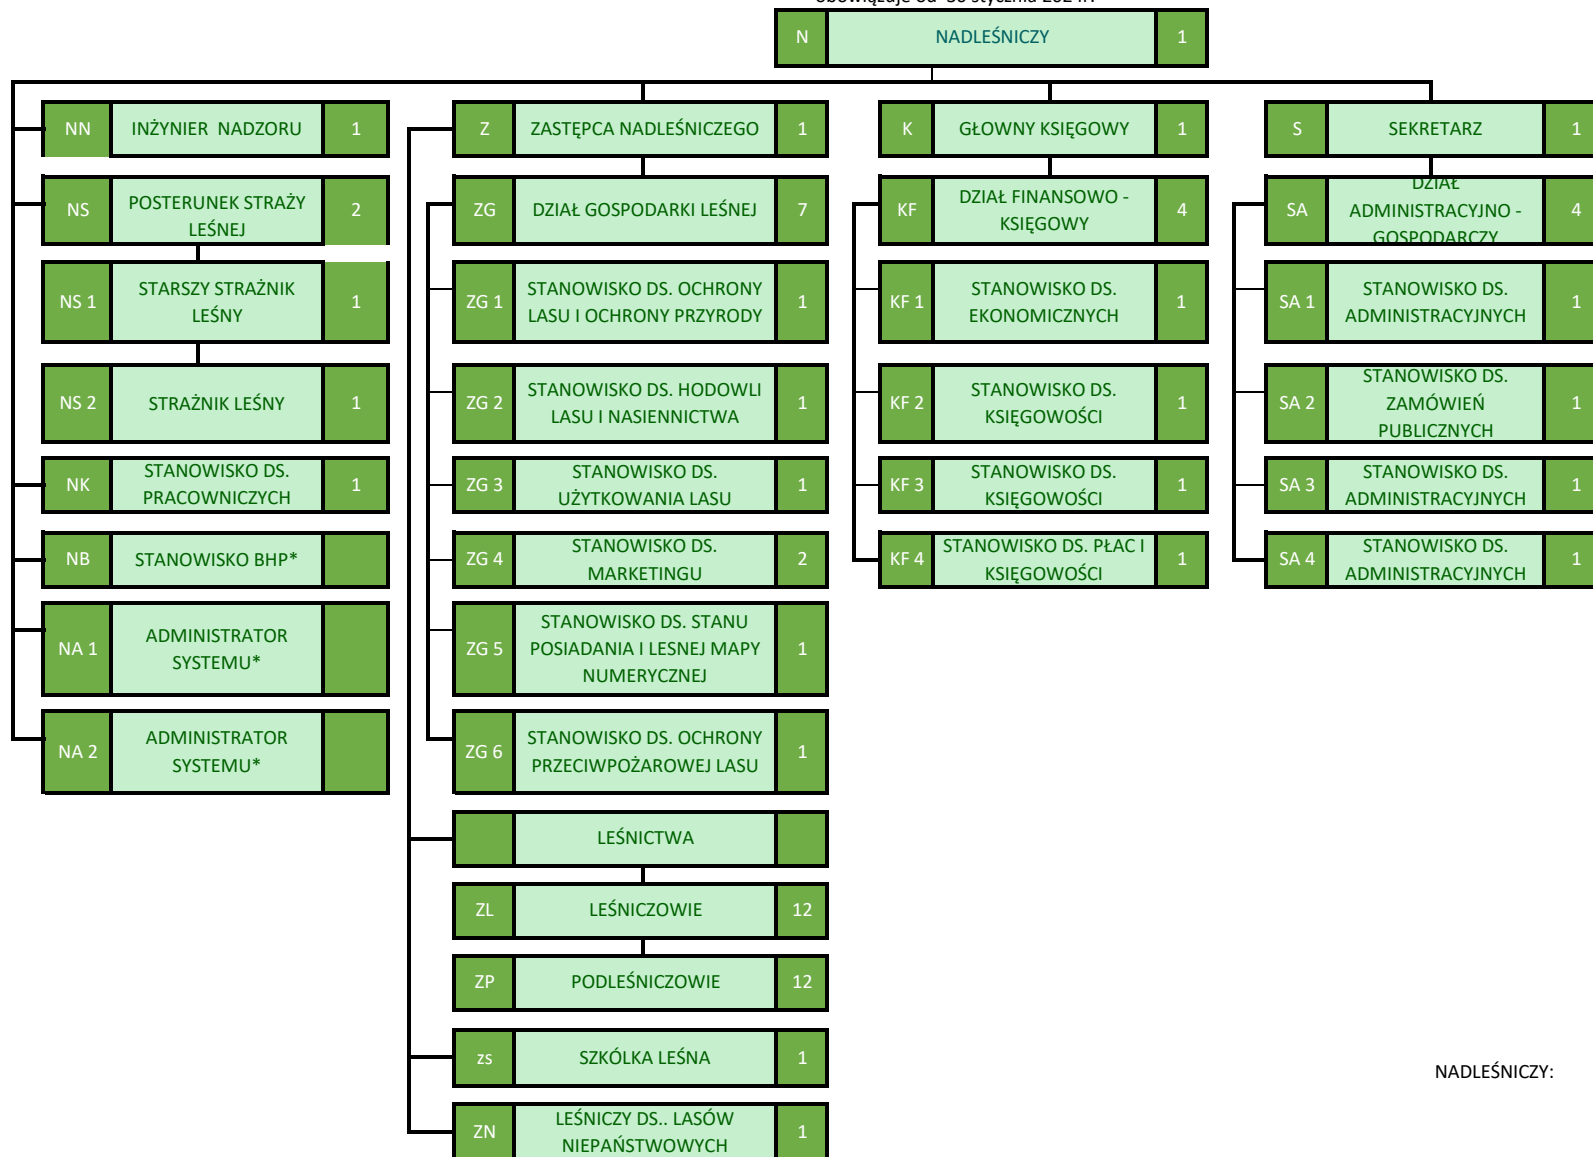 N NADLEŚNICZY 1
NN INŻYNIER NADZORU 1
NS POSTERUNEK STRAŻY
LEŚNEJ 2
NS 1 STARSZY STRAŻNIK
LEŚNY 1
NS 2 STRAŻNIK LEŚNY 1
NK STANOWISKO DS.
PRACOWNICZYCH 1
NB STANOWISKO BHP*
NA 1 ADMINISTRATOR
SYSTEMU*
NA 2 ADMINISTRATOR
SYSTEMU*
Z ZASTĘPCA NADLEŚNICZEGO 1
ZG DZIAŁ GOSPODARKI LEŚNEJ 7
ZG 1 STANOWISKO DS. OCHRONY
LASU I OCHRONY PRZYRODY 1
ZG 2 STANOWISKO DS. HODOWLI
LASU I NASIENNICTWA 1
ZG 3 STANOWISKO DS.
UŻYTKOWANIA LASU 1
ZG 4 STANOWISKO DS.
MARKETINGU 2
ZG 5 STANOWISKO DS. STANU
POSIADANIA I LESNEJ MAPY
NUMERYCZNEJ 1
ZG 6 STANOWISKO DS. OCHRONY
PRZECIWPOŻAROWEJ LASU 1
LEŚNICTWA
ZL LEŚNICZOWIE 12
ZP PODLEŚNICZOWIE 12
zs SZKÓLKA LEŚNA 1
ZN LEŚNICZY DS.. LASÓW
NIEPAŃSTWOWYCH 1
K GŁOWNY KSIĘGOWY 1
KF DZIAŁ FINANSOWO -
KSIĘGOWY 4
KF 1 STANOWISKO DS.
EKONOMICZNYCH 1
KF 2 STANOWISKO DS.
KSIĘGOWOŚCI 1
KF 3 STANOWISKO DS.
KSIĘGOWOŚCI 1
KF 4 STANOWISKO DS. PŁAC I
KSIĘGOWOŚCI 1
S SEKRETARZ 1
SA DZIAŁ
ADMINISTRACYJNO -
GOSPODARCZY 4
SA 1 STANOWISKO DS.
ADMINISTRACYJNYCH 1
SA 2 STANOWISKO DS.
ZAMÓWIEŃ
PUBLICZNYCH 1
SA 3 STANOWISKO DS.
ADMINISTRACYJNYCH 1
SA 4 STANOWISKO DS.
ADMINISTRACYJNYCH 1
NADLEŚNICZY: